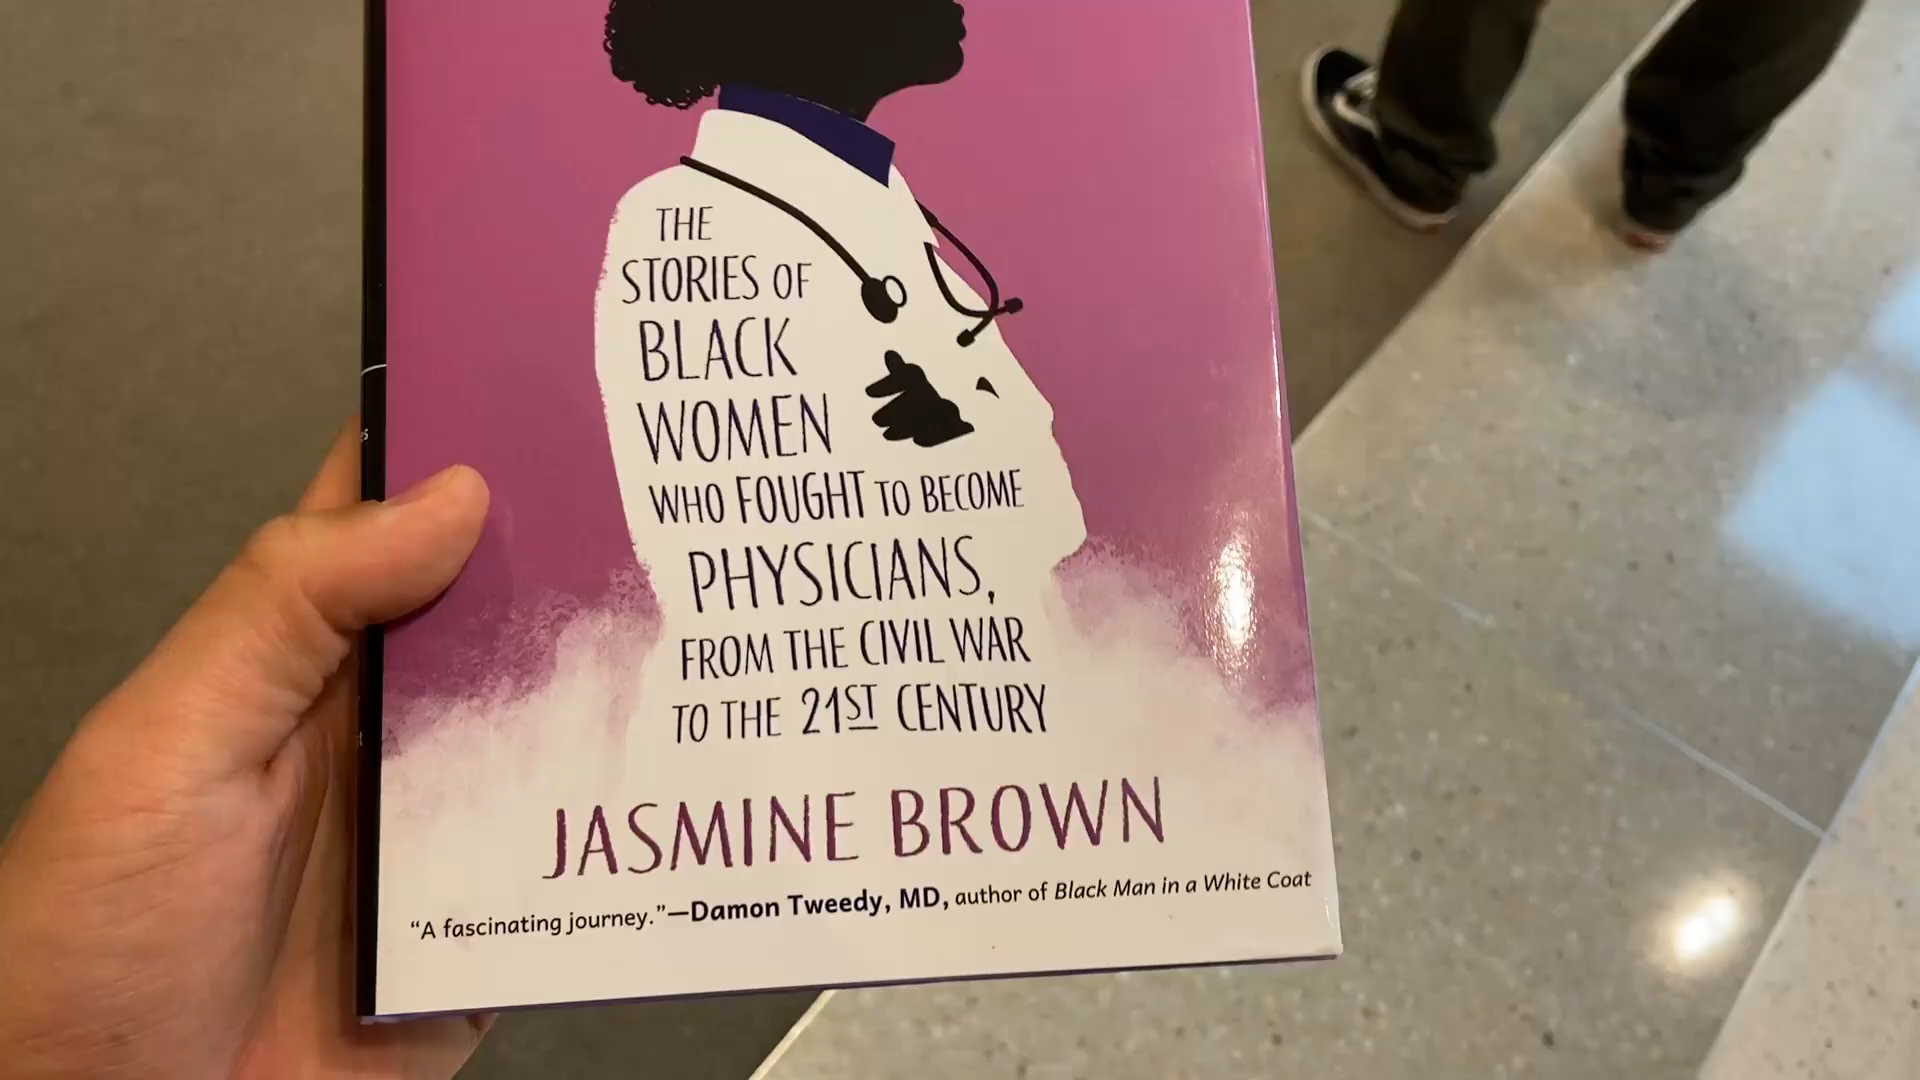 THE
STORIES OF
BLACK
WOMEN
WHO FOUGHT TO BECOME
PHYSICIANS,
FROM THE CIVIL WAR
TO THE 21ST CENTURY
JASMINE BROWN
“A fascinating journey.”—Damon Tweedy, MD, author of Black Man in a White Coat